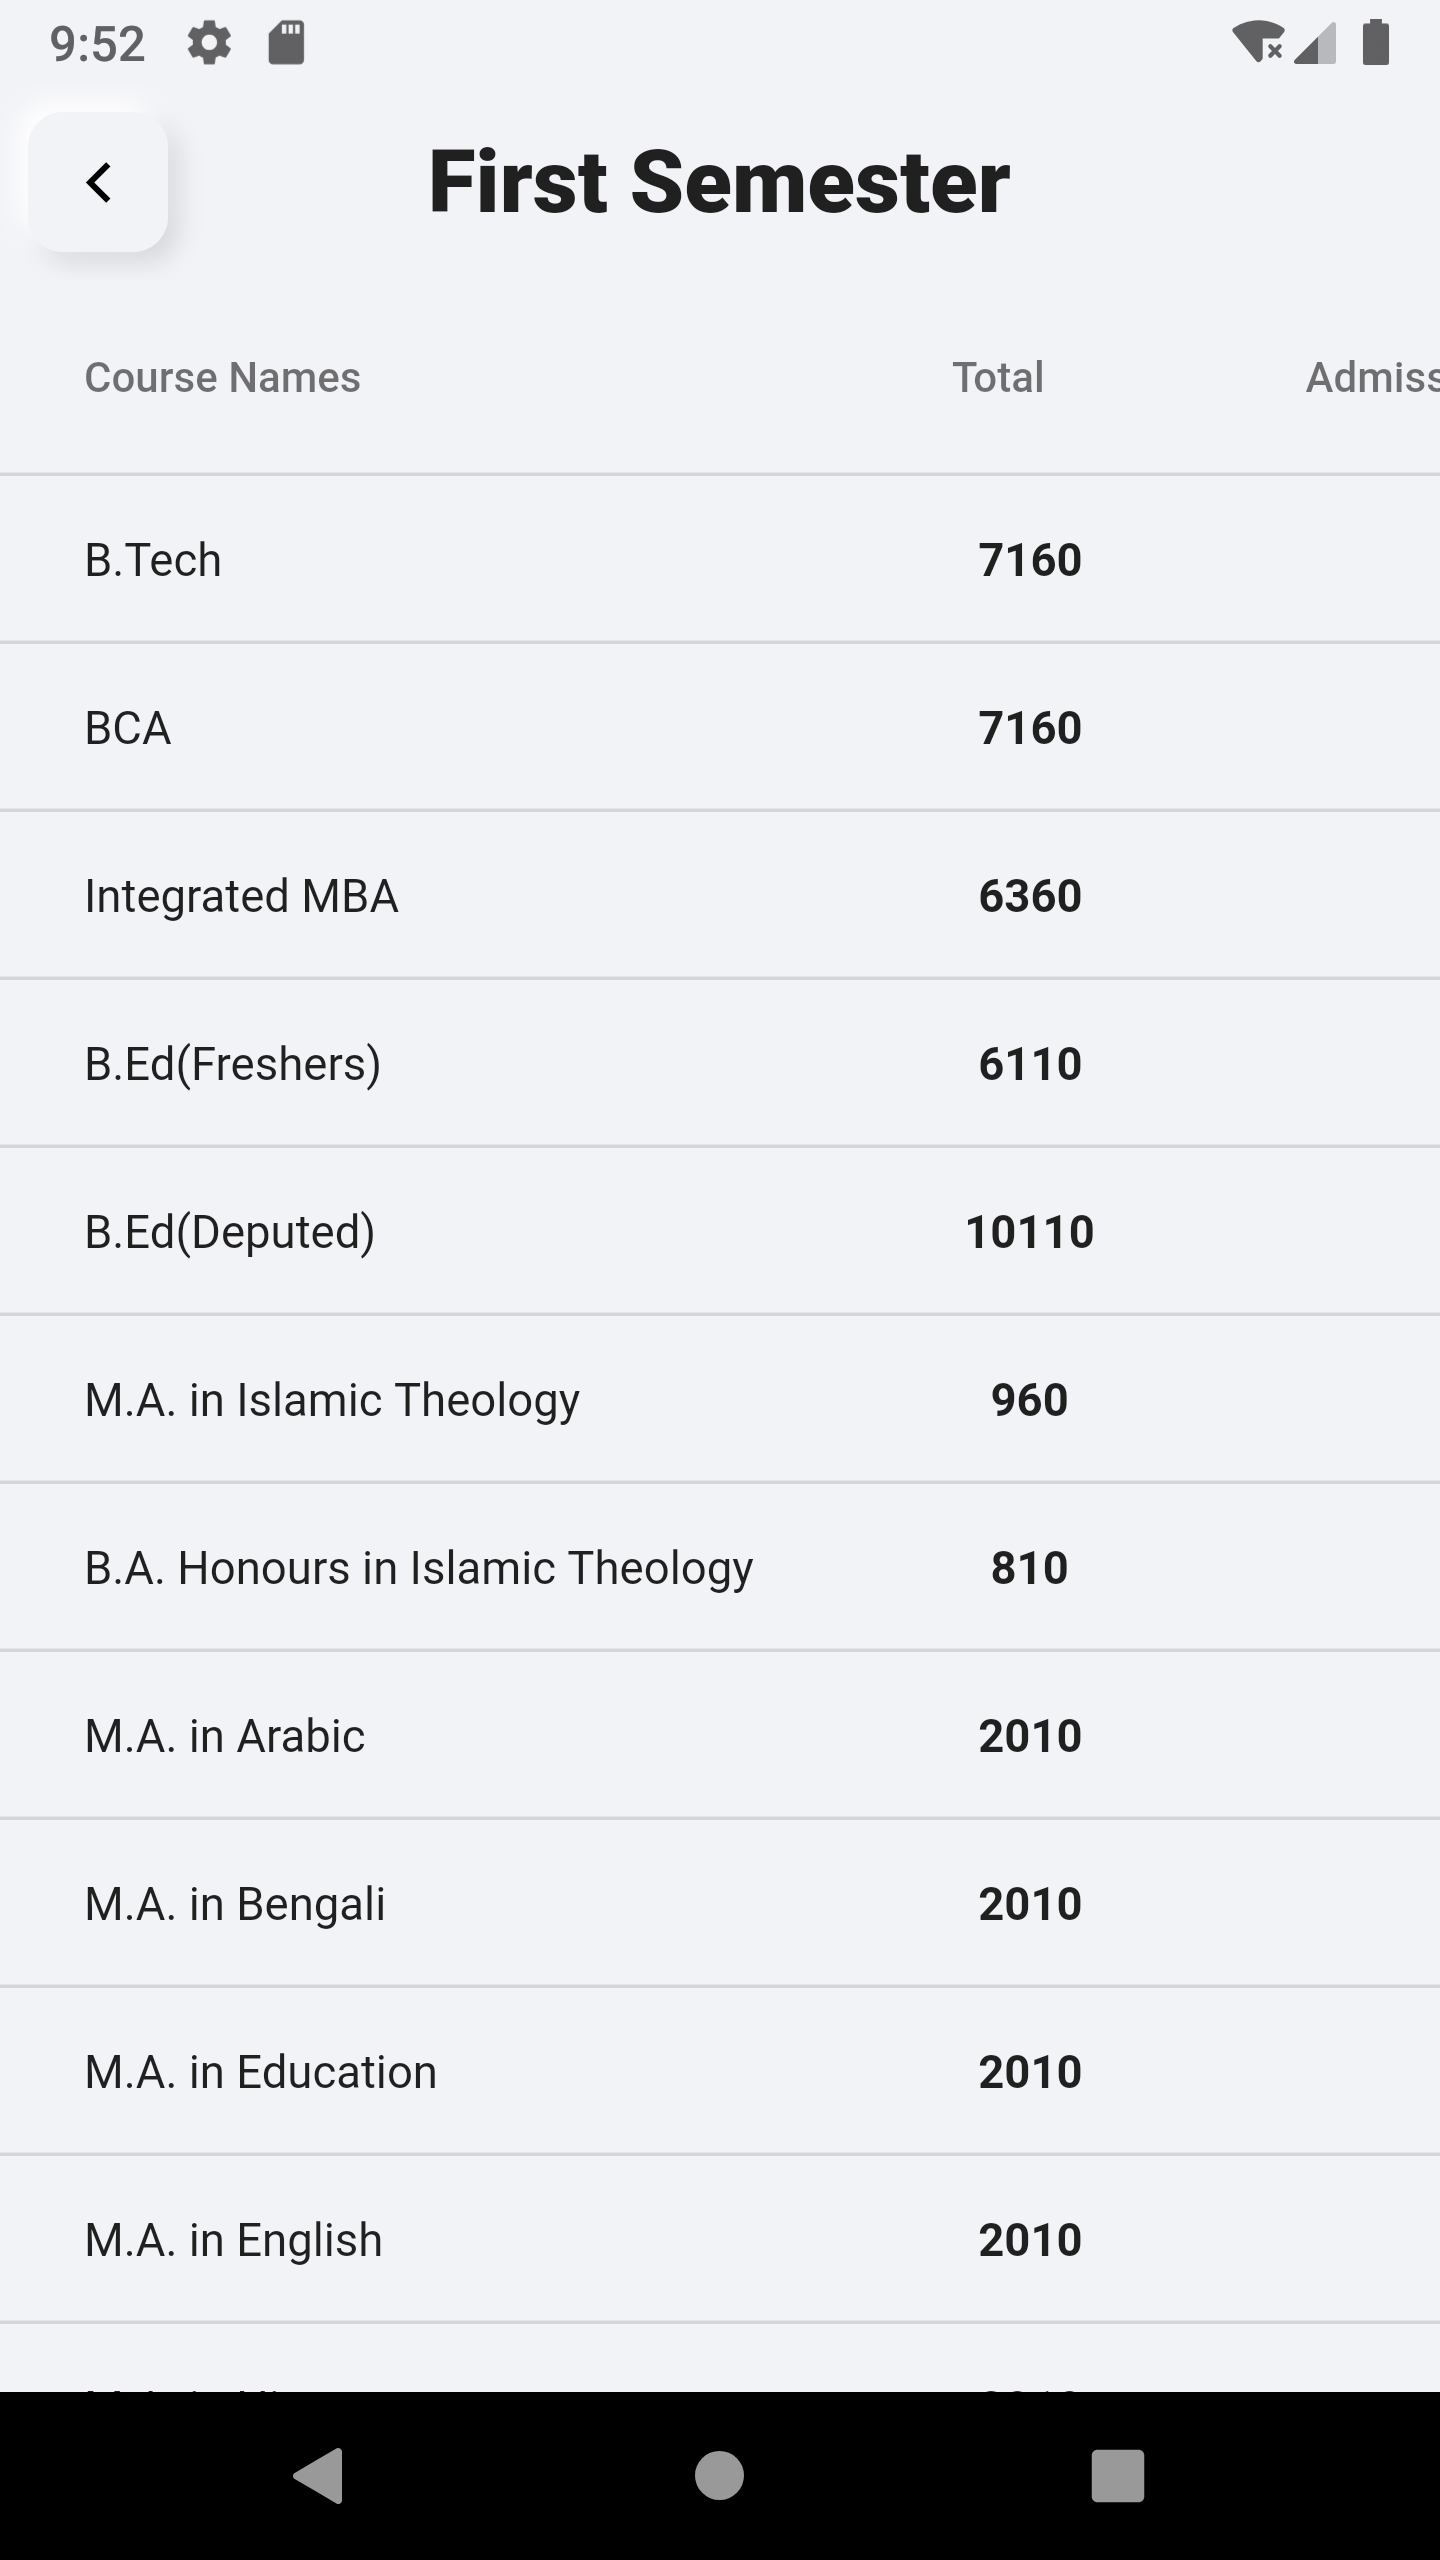 9:52
First Semester
Course Names Total Admiss
B.Tech 7160
BCA 7160
Integrated MBA 6360
B.Ed(Freshers) 6110
B.Ed(Deputed) 10110
M.A. in Islamic Theology 960
B.A. Honours in Islamic Theology 810
M.A. in Arabic 2010
M.A. in Bengali 2010
M.A. in Education 2010
M.A. in English 2010